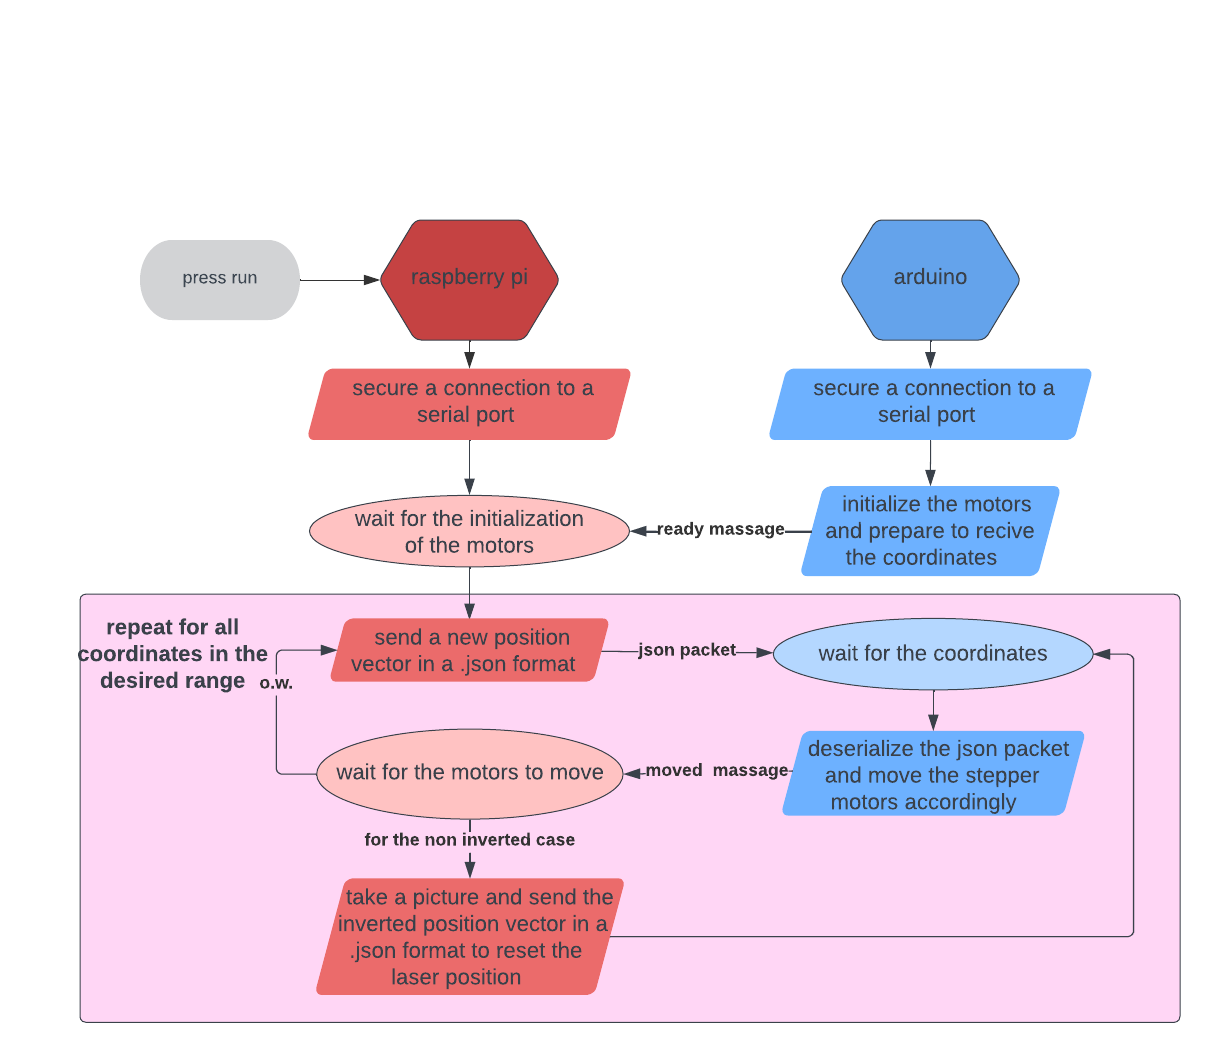 press run
raspberry pi
arduino
secure a connection to a
serial port
secure a connection to a
serial port
wait for the initialization
of the motors
ready massage
initialize the motors
and prepare to recive
the coordinates
repeat for all
coordinates in the
desired range
o.w.
send a new position
vector in a .json format
json packet
wait for the coordinates
wait for the motors to move
moved  massage
deserialize the json packet
and move the stepper
motors accordingly
for the non inverted case
take a picture and send the
inverted position vector in a
.json format to reset the
laser position